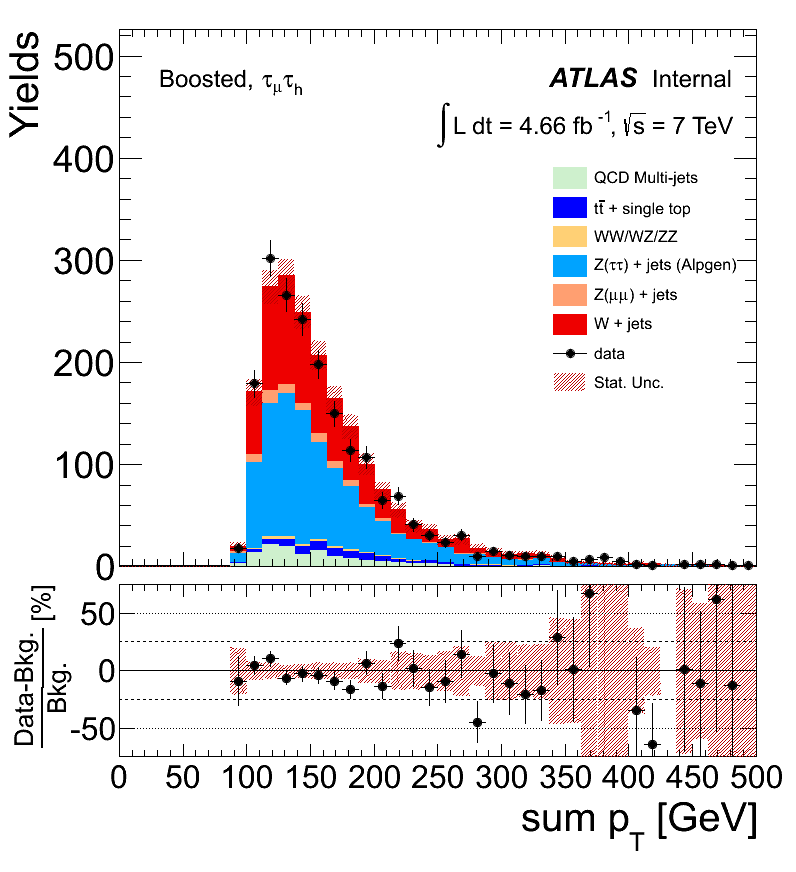 Yields
500
400
300
200
100
0
Boosted, τμτh
ATLAS Internal
∫L dt = 4.66 fb⁻¹, √s = 7 TeV
QCD Multi-jets
tt̄ + single top
WW/WZ/ZZ
Z(ττ) + jets (Alpgen)
Z(μμ) + jets
W + jets
data
Stat. Unc.
Data-Bkg.
Bkg.
[%]
50
0
-50
0 50 100 150 200 250 300 350 400 450 500
sum pT [GeV]